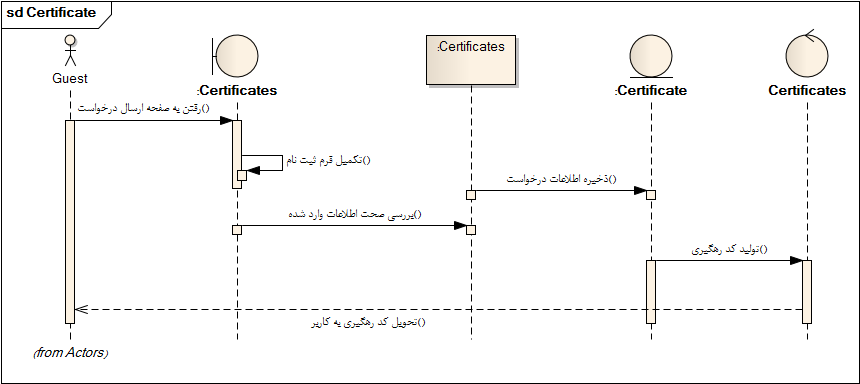 sd Certificate
Guest
:Certificates
:Certificates
:Certificate
Certificates
رفتن به صفحه ارسال درخواست()
تکمیل فرم ثبت نام()
ذخیره اطلاعات درخواست()
بررسی صحت اطلاعات وارد شده()
تولید کد رهگیری()
تحویل کد رهگیری به کاربر()
(from Actors)